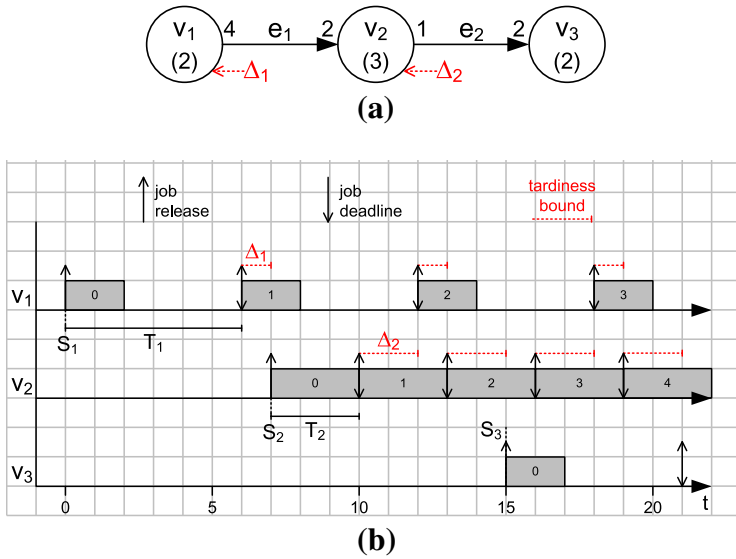 v₁ 4 e₁ 2 v₂ 1 e₂ 2 v₃
(2) Δ₁ (3) Δ₂ (2)
(a)
job release
job deadline
tardiness bound
Δ₁
v₁ 0 1 2 3
S₁ T₁
Δ₂
v₂ 0 1 2 3 4
S₂ T₂ S₃
v₃ 0
0 5 10 15 20 t
(b)